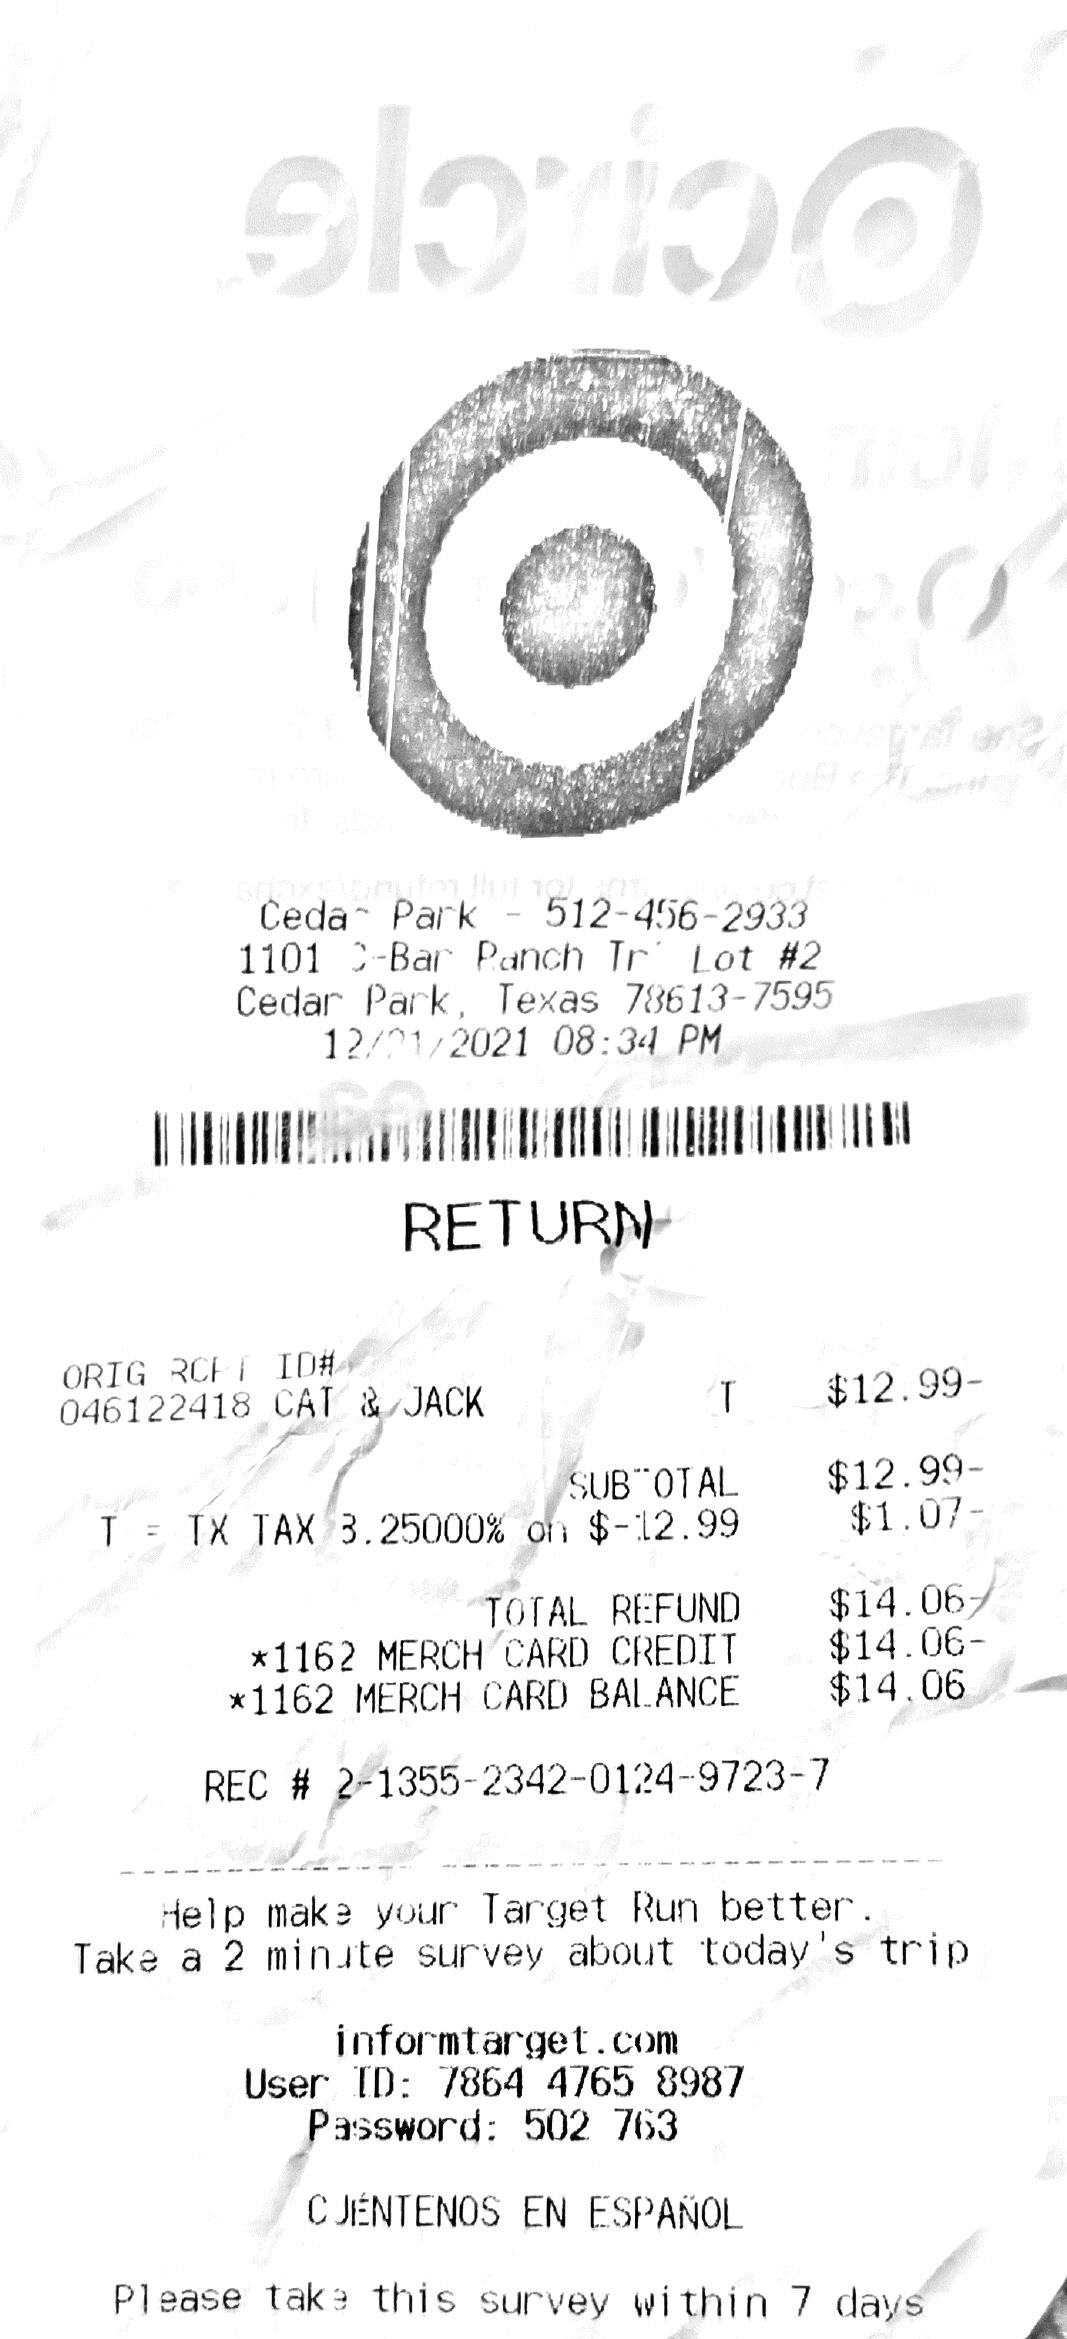 circle
Cedar Park - 512-456-2933
1101 C-Bar Ranch Trl Lot #2
Cedar Park, Texas 78613-7595
12/21/2021 08:34 PM
RETURN
ORIG RCPT ID#
046122418 CAT & JACK T $12.99-
SUBTOTAL $12.99-
T = TX TAX 8.25000% on $-12.99 $1.07-
TOTAL REFUND $14.06-
*1162 MERCH CARD CREDIT $14.06-
*1162 MERCH CARD BALANCE $14.06
REC # 2-1355-2342-0124-9723-7
Help make your Target Run better.
Take a 2 minute survey about today's trip
informtarget.com
User ID: 7864 4765 8987
Password: 502 763
CUÉNTENOS EN ESPAÑOL
Please take this survey within 7 days